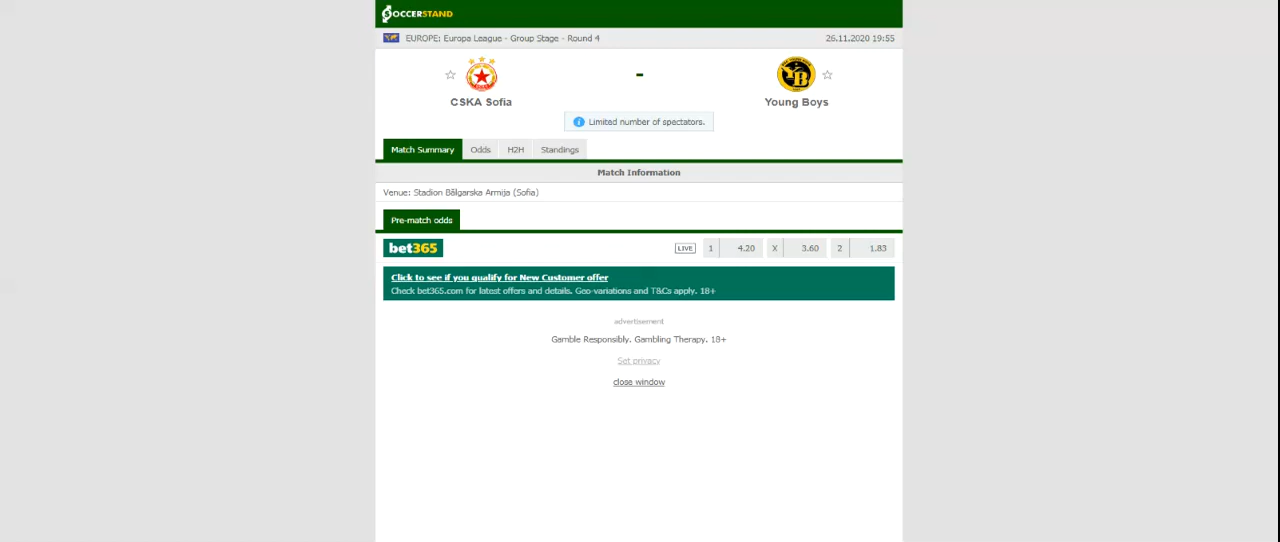 SOCCERSTAND
EUROPE: Europa League - Group Stage - Round 4 26.11.2020 19:55
CSKA Sofia - Young Boys
Limited number of spectators.
Match Summary Odds H2H Standings
Match Information
Venue: Stadion Bălgarska Armija (Sofia)
Pre-match odds
bet365 LIVE 1 4.20 X 3.60 2 1.83
Click to see if you qualify for New Customer offer
Check bet365.com for latest offers and details. Geo-variations and T&Cs apply. 18+
advertisement
Gamble Responsibly. Gambling Therapy. 18+
Set privacy
close window